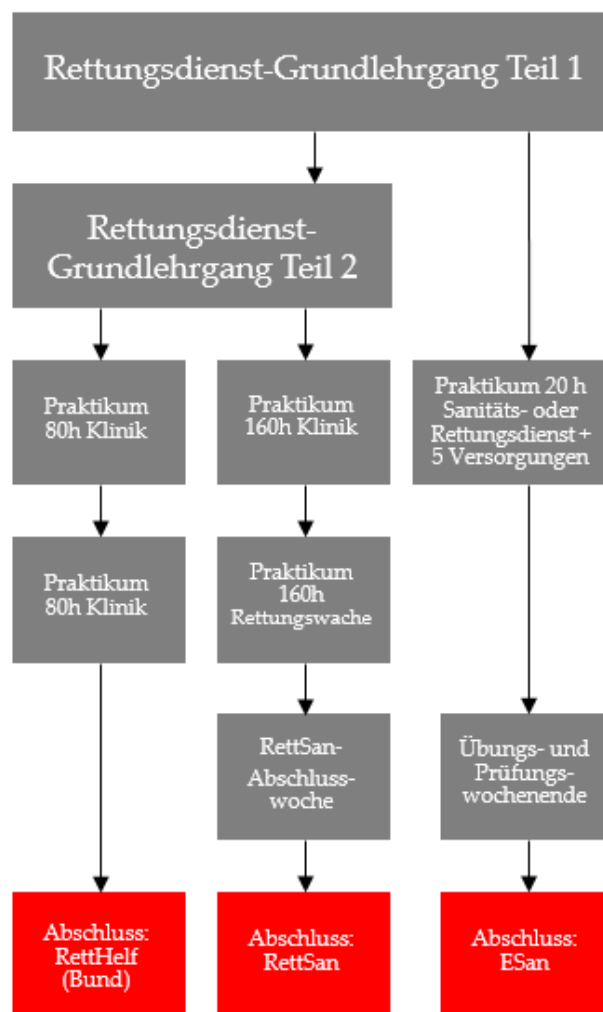 Rettungsdienst-Grundlehrgang Teil 1
Rettungsdienst-
Grundlehrgang Teil 2
Praktikum
80h Klinik
Praktikum
160h Klinik
Praktikum 20 h
Sanitäts- oder
Rettungsdienst +
5 Versorgungen
Praktikum
80h Klinik
Praktikum
160h
Rettungswache
RettSan-
Abschluss-
woche
Übungs- und
Prüfungs-
wochenende
Abschluss:
RettHelf
(Bund)
Abschluss:
RettSan
Abschluss:
ESan